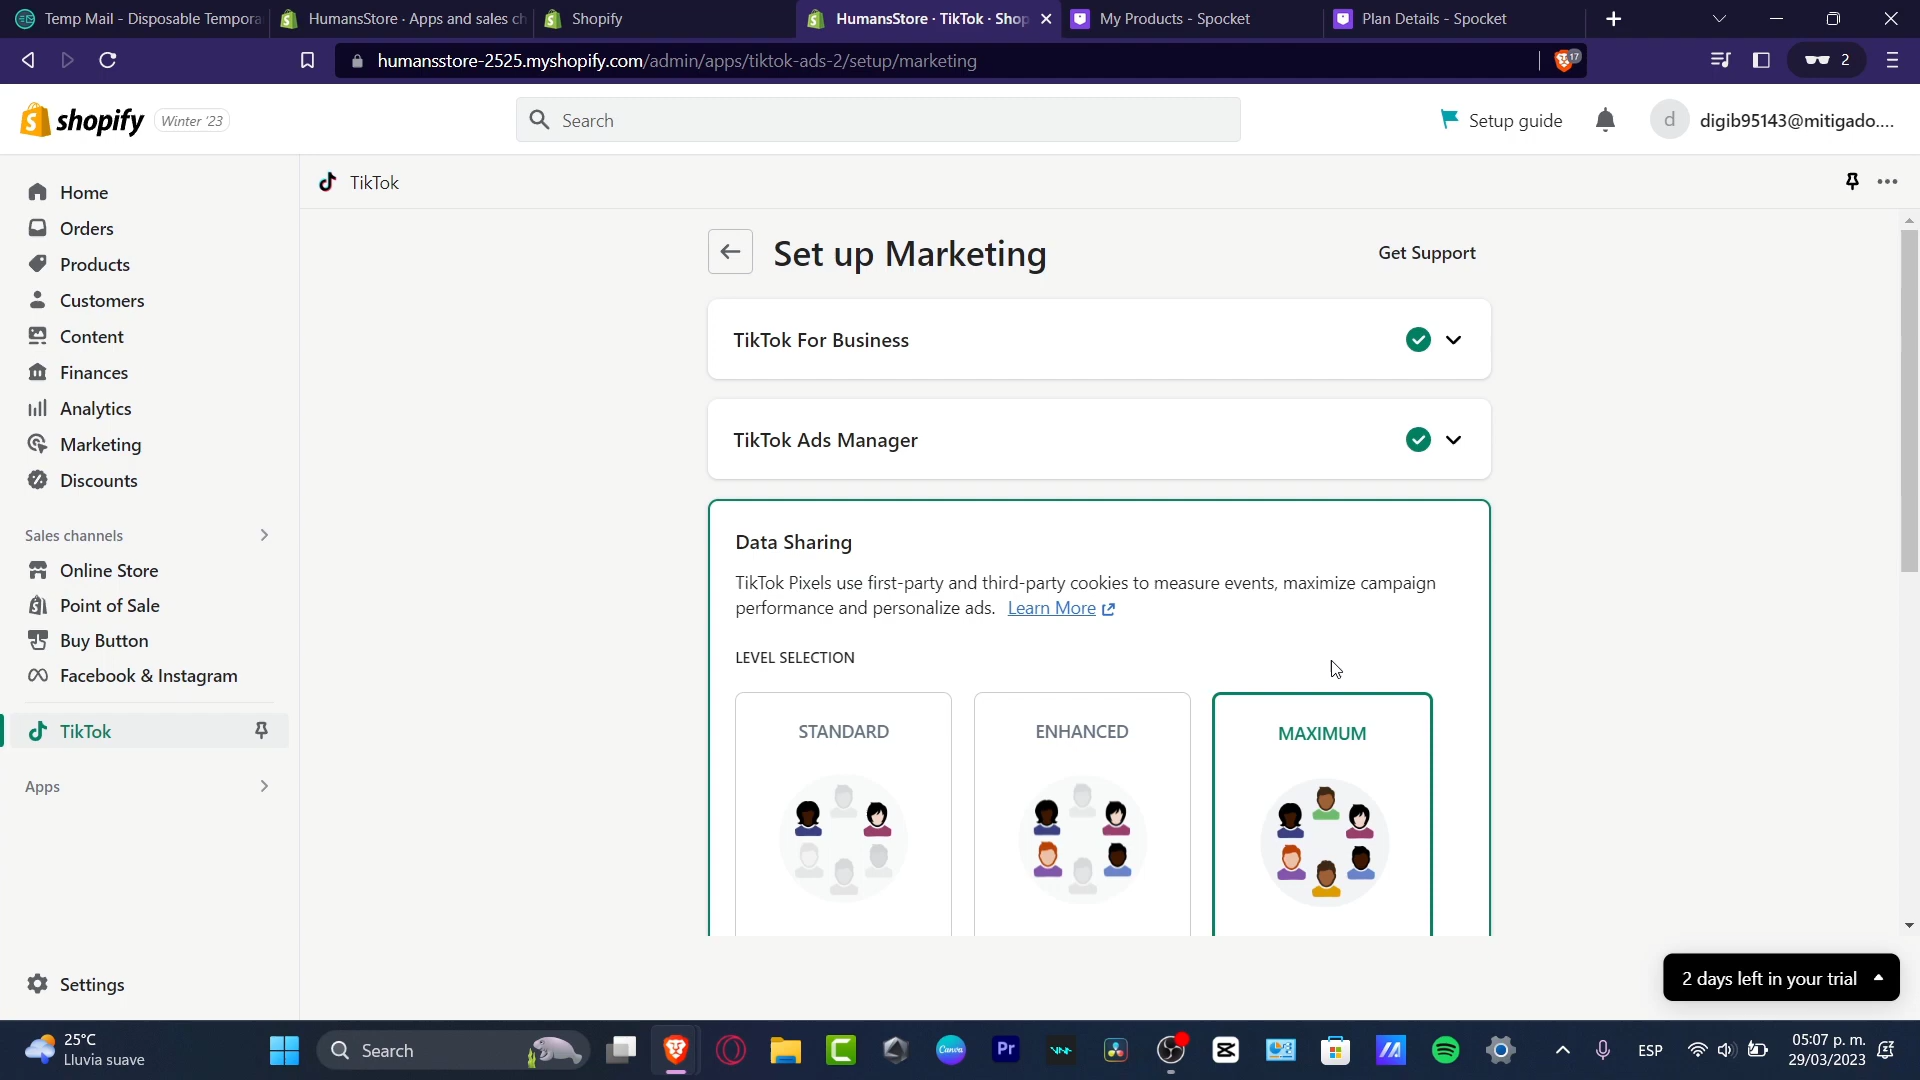 Temp Mail - Disposable Tempora
HumansStore · Apps and sales ch
Shopify
HumansStore · TikTok · Shop
My Products - Spocket
Plan Details - Spocket
humansstore-2525.myshopify.com/admin/apps/tiktok-ads-2/setup/marketing
17
2
shopify
Winter '23
Search
Setup guide
d
digib95143@mitigado....
Home
Orders
Products
Customers
Content
Finances
Analytics
Marketing
Discounts
Sales channels
Online Store
Point of Sale
Buy Button
Facebook & Instagram
TikTok
Apps
Settings
TikTok
Set up Marketing
Get Support
TikTok For Business
TikTok Ads Manager
Data Sharing
TikTok Pixels use first-party and third-party cookies to measure events, maximize campaign
performance and personalize ads. Learn More
LEVEL SELECTION
STANDARD
ENHANCED
MAXIMUM
2 days left in your trial
25°C
Lluvia suave
Search
Canva
Pr
ESP
05:07 p. m.
29/03/2023